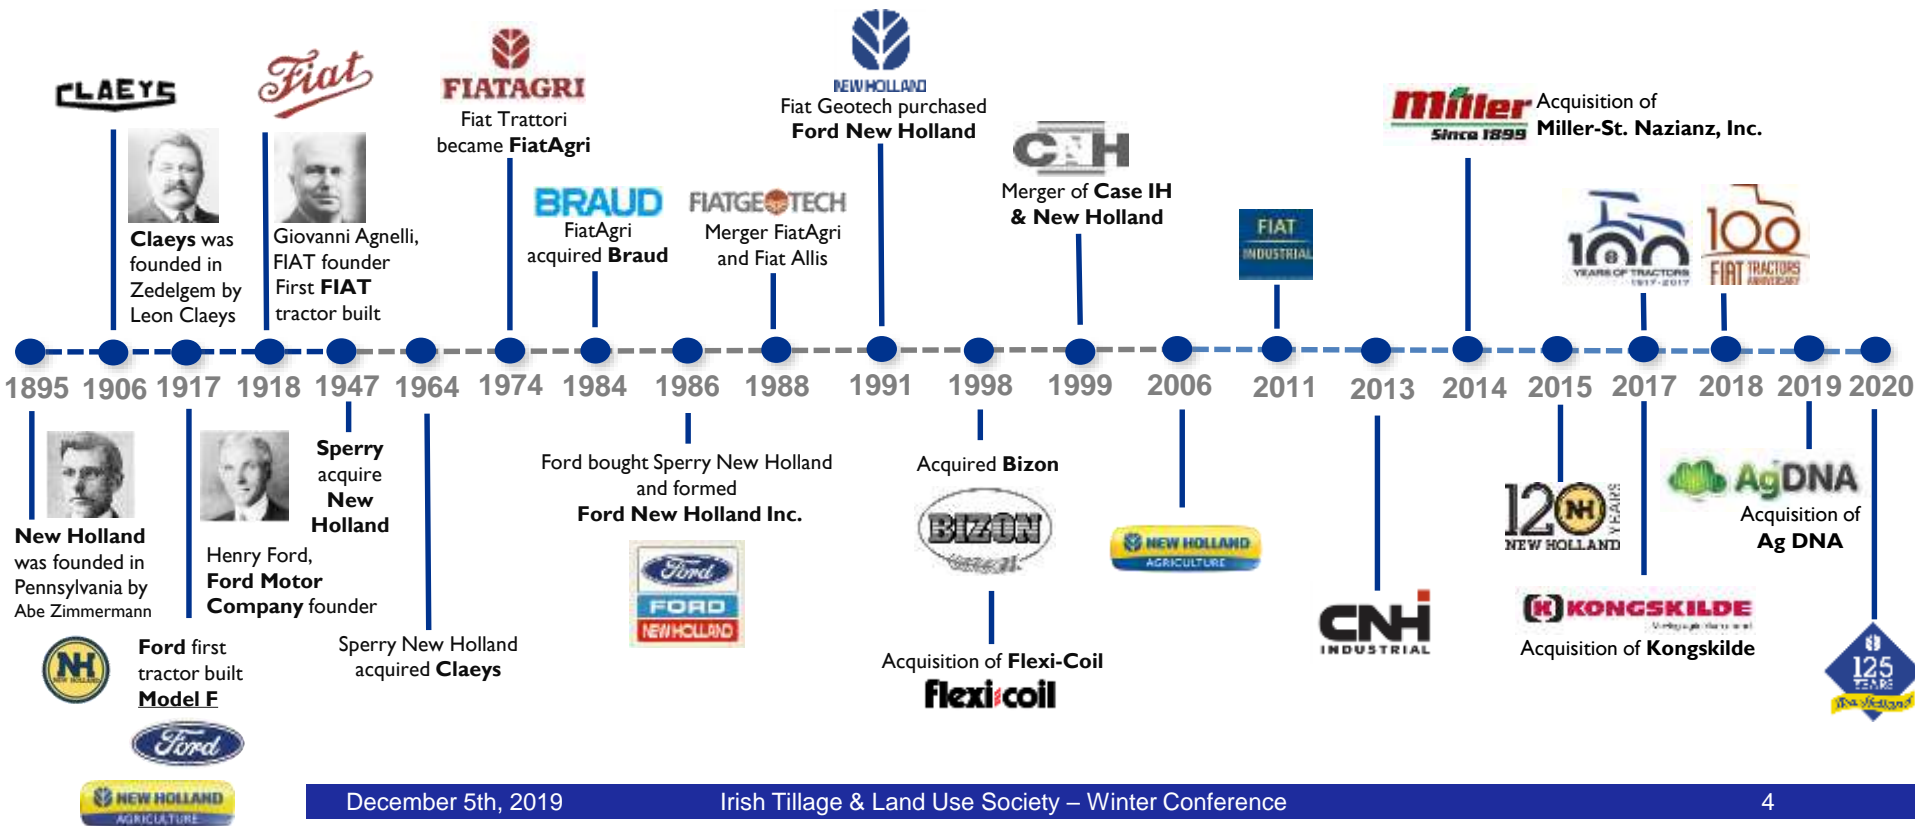 CLAEYS
Claeys was
founded in
Zedelgem by
Leon Claeys
Fiat
Giovanni Agnelli,
FIAT founder
First FIAT
tractor built
FIATAGRI
Fiat Trattori
became FiatAgri
BRAUD
FiatAgri
acquired Braud
FIATGEOTECH
Merger FiatAgri
and Fiat Allis
NEW HOLLAND
Fiat Geotech purchased
Ford New Holland
CNH
Merger of Case IH
& New Holland
FIAT
INDUSTRIAL
Miller
Since 1899
Acquisition of
Miller-St. Nazianz, Inc.
100
YEARS OF TRACTORS
1917-2017
100
FIAT TRACTORS
ANNIVERSARY
1895 1906 1917 1918 1947 1964 1974 1984 1986 1988 1991 1998 1999 2006 2011 2013 2014 2015 2017 2018 2019 2020
New Holland
was founded in
Pennsylvania by
Abe Zimmermann
NH
NEW HOLLAND
Henry Ford,
Ford Motor
Company founder
Ford first
tractor built
Model F
Ford
Sperry
acquire
New
Holland
Sperry New Holland
acquired Claeys
Ford bought Sperry New Holland
and formed
Ford New Holland Inc.
Ford
FORD
NEW HOLLAND
Acquired Bizon
BIZON
Acquisition of Flexi-Coil
flexi coil
NEW HOLLAND
AGRICULTURE
CNH
INDUSTRIAL
120 NH YEARS
NEW HOLLAND
KONGSKILDE
Acquisition of Kongskilde
AgDNA
Acquisition of
Ag DNA
125
YEARS
New Holland
NEW HOLLAND
AGRICULTURE
December 5th, 2019 Irish Tillage & Land Use Society – Winter Conference 4